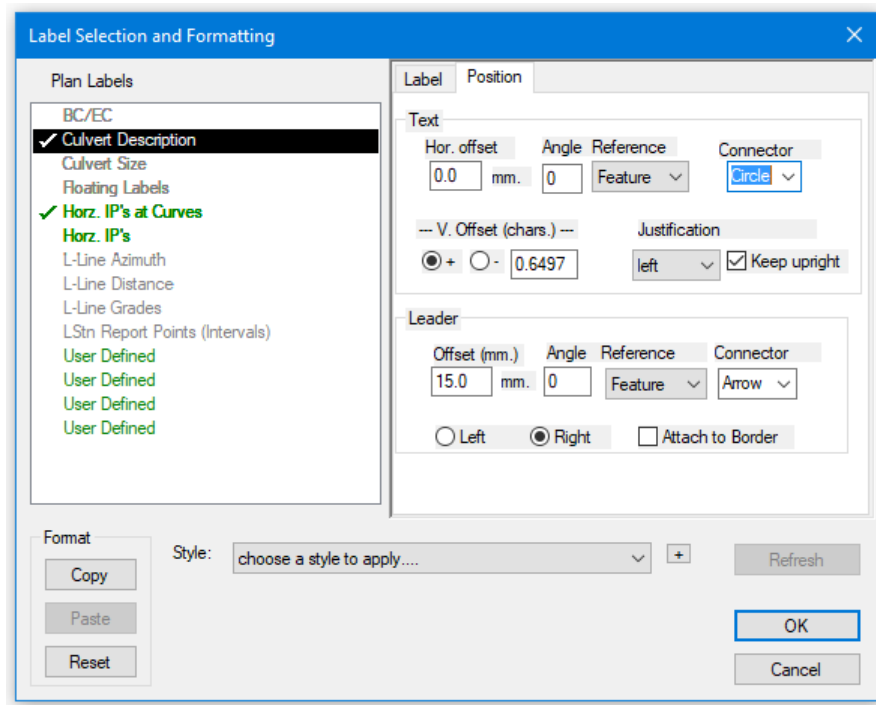 Label Selection and Formatting
Plan Labels
BC/EC
Culvert Description
Culvert Size
Floating Labels
Horz. IP's at Curves
Horz. IP's
L-Line Azimuth
L-Line Distance
L-Line Grades
LStn Report Points (Intervals)
User Defined
User Defined
User Defined
User Defined
Label Position
Text
Hor. offset Angle Reference Connector
0.0 mm. 0 Feature Circle
--- V. Offset (chars.) --- Justification
+ - 0.6497 left Keep upright
Leader
Offset (mm.) Angle Reference Connector
15.0 mm. 0 Feature Arrow
Left Right Attach to Border
Format
Copy
Paste
Reset
Style: choose a style to apply.... +
Refresh
OK
Cancel